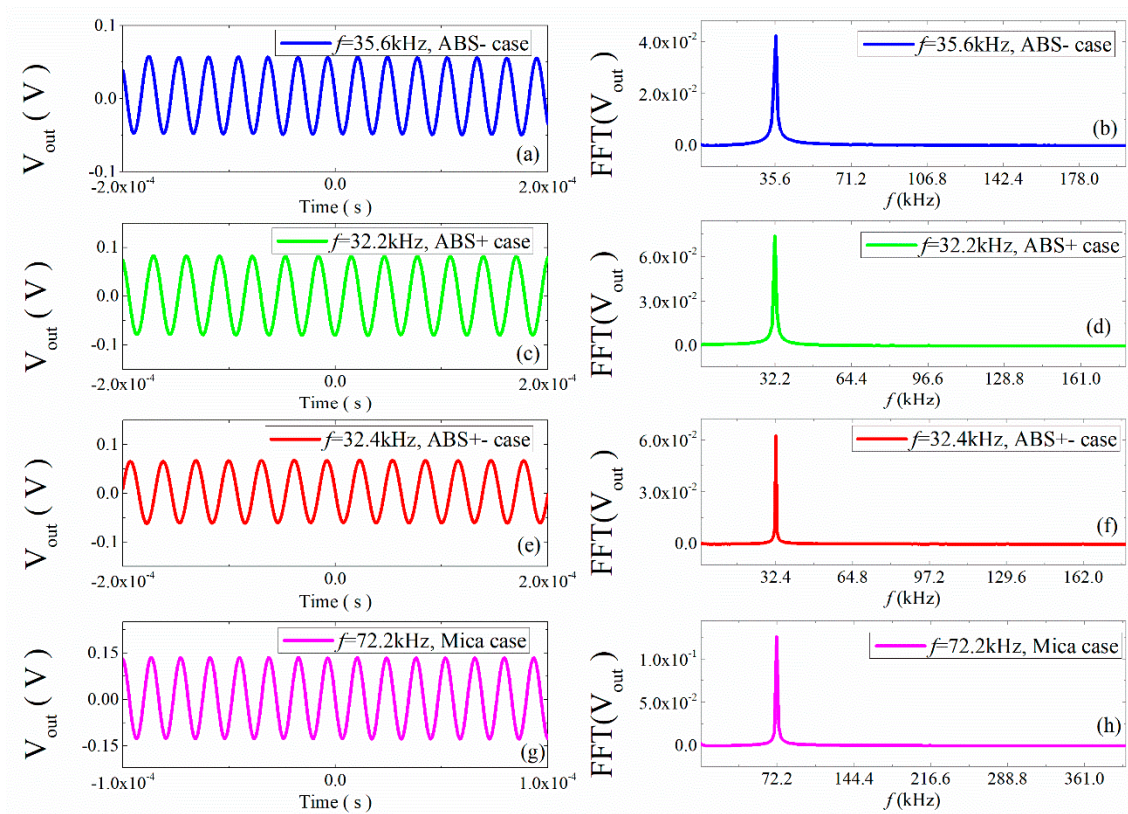 V_out ( V )
0.1
0.0
-0.1
f=35.6kHz, ABS- case
(a)
-2.0x10^-4
0.0
2.0x10^-4
Time ( s )
FFT(V_out)
4.0x10^-2
2.0x10^-2
0.0
f=35.6kHz, ABS- case
(b)
35.6
71.2
106.8
142.4
178.0
f (kHz)
V_out ( V )
0.1
0.0
-0.1
f=32.2kHz, ABS+ case
(c)
-2.0x10^-4
0.0
2.0x10^-4
Time ( s )
FFT(V_out)
6.0x10^-2
3.0x10^-2
0.0
f=32.2kHz, ABS+ case
(d)
32.2
64.4
96.6
128.8
161.0
f (kHz)
V_out ( V )
0.1
0.0
-0.1
f=32.4kHz, ABS+- case
(e)
-2.0x10^-4
0.0
2.0x10^-4
Time ( s )
FFT(V_out)
6.0x10^-2
3.0x10^-2
0.0
f=32.4kHz, ABS+- case
(f)
32.4
64.8
97.2
129.6
162.0
f (kHz)
V_out ( V )
0.15
0.00
-0.15
f=72.2kHz, Mica case
(g)
-1.0x10^-4
0.0
1.0x10^-4
Time ( s )
FFT(V_out)
1.0x10^-1
5.0x10^-2
0.0
f=72.2kHz, Mica case
(h)
72.2
144.4
216.6
288.8
361.0
f (kHz)